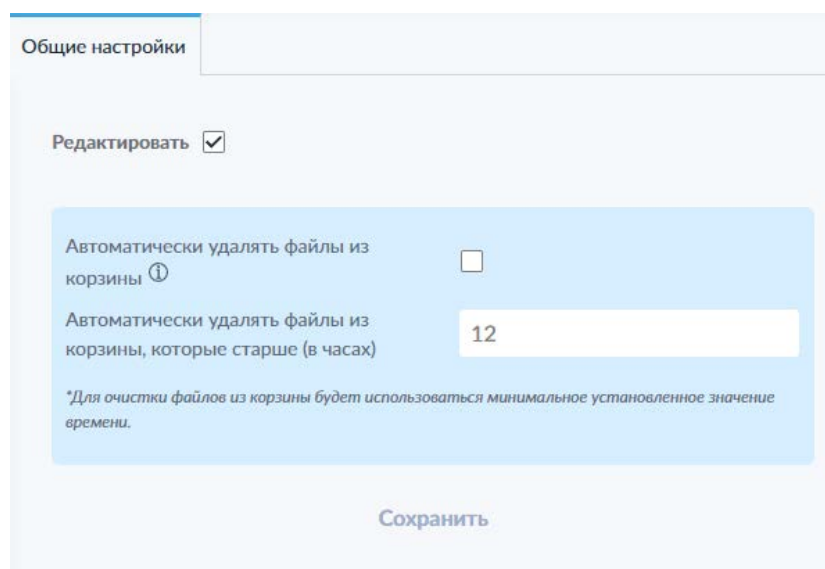 Общие настройки
Редактировать
Автоматически удалять файлы из
корзины
Автоматически удалять файлы из
корзины, которые старше (в часах)
12
*Для очистки файлов из корзины будет использоваться минимальное установленное значение
времени.
Сохранить